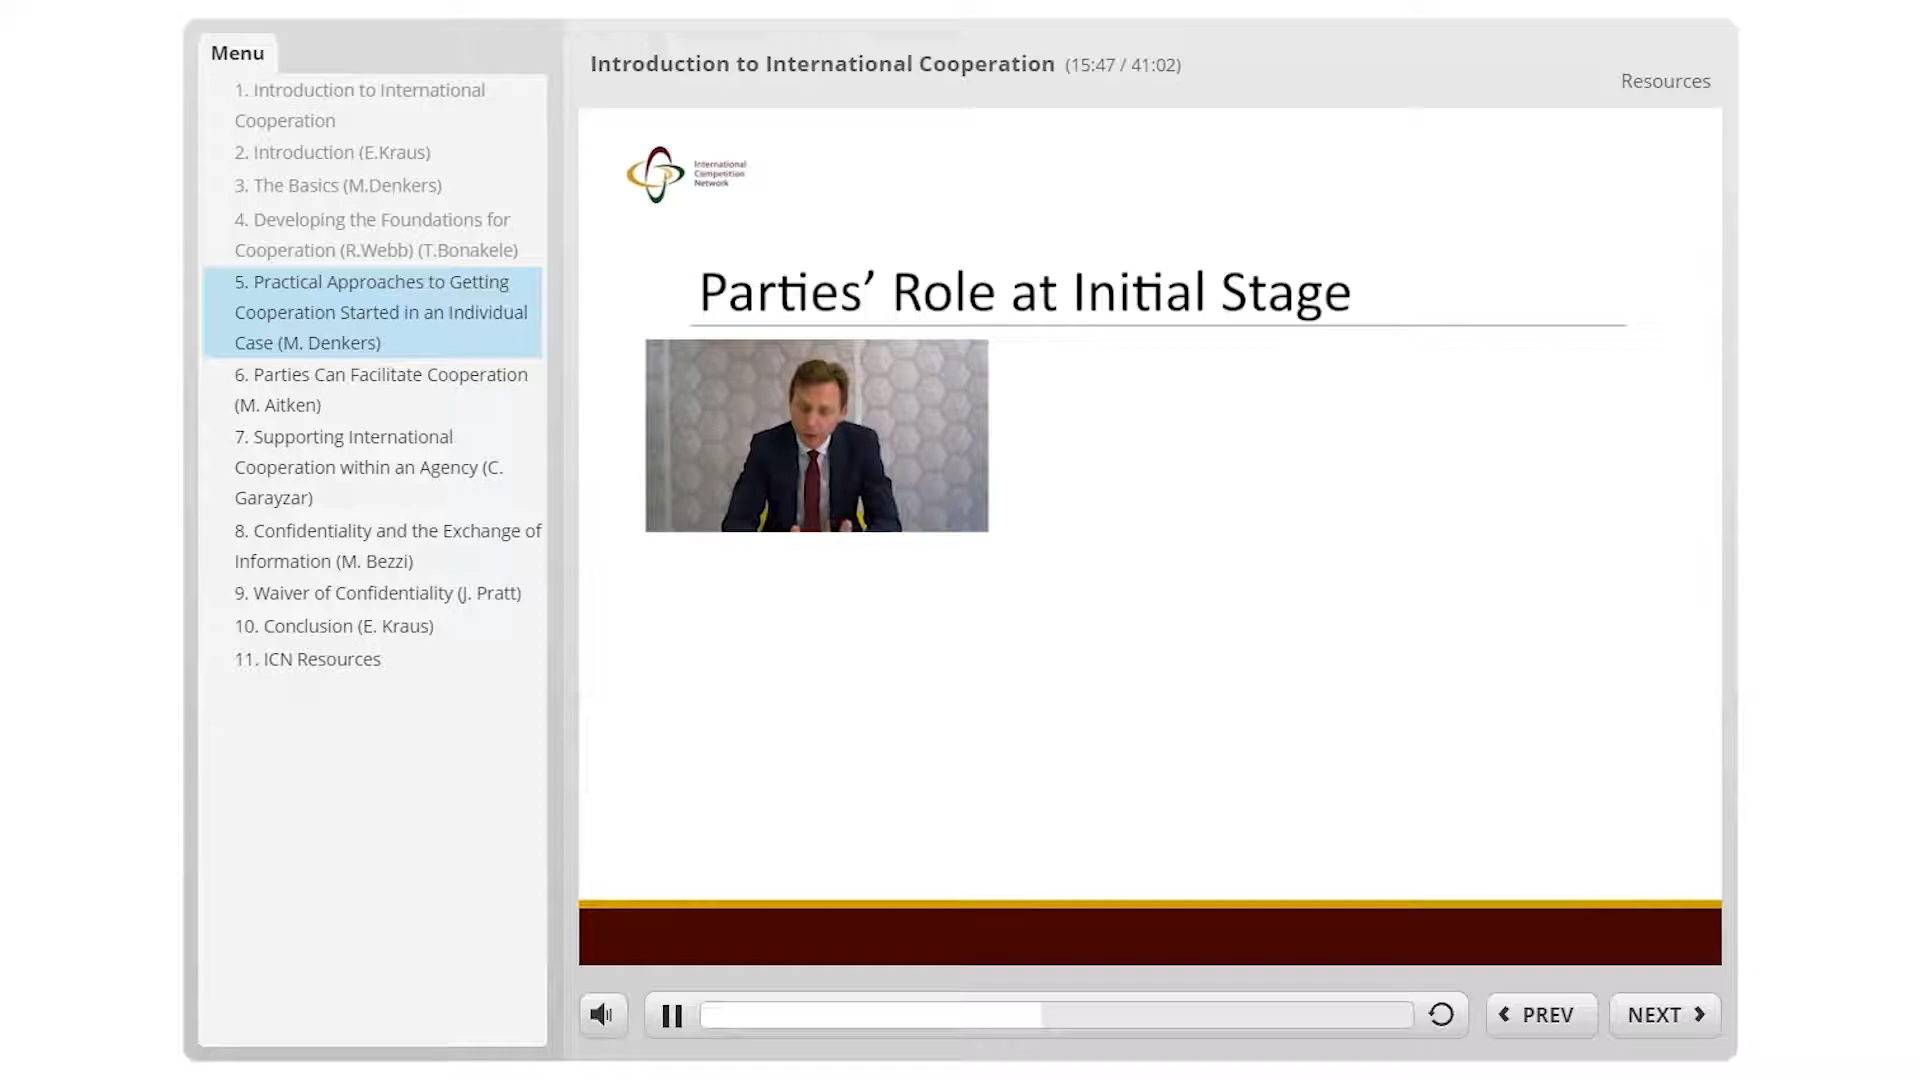 Menu
1. Introduction to International
Cooperation
2. Introduction (E.Kraus)
3. The Basics (M.Denkers)
4. Developing the Foundations for
Cooperation (R.Webb) (T.Bonakele)
5. Practical Approaches to Getting
Cooperation Started in an Individual
Case (M. Denkers)
6. Parties Can Facilitate Cooperation
(M. Aitken)
7. Supporting International
Cooperation within an Agency (C.
Garayzar)
8. Confidentiality and the Exchange of
Information (M. Bezzi)
9. Waiver of Confidentiality (J. Pratt)
10. Conclusion (E. Kraus)
11. ICN Resources
Introduction to International Cooperation (15:47 / 41:02)
Resources
International
Competition
Network
Parties’ Role at Initial Stage
PREV
NEXT